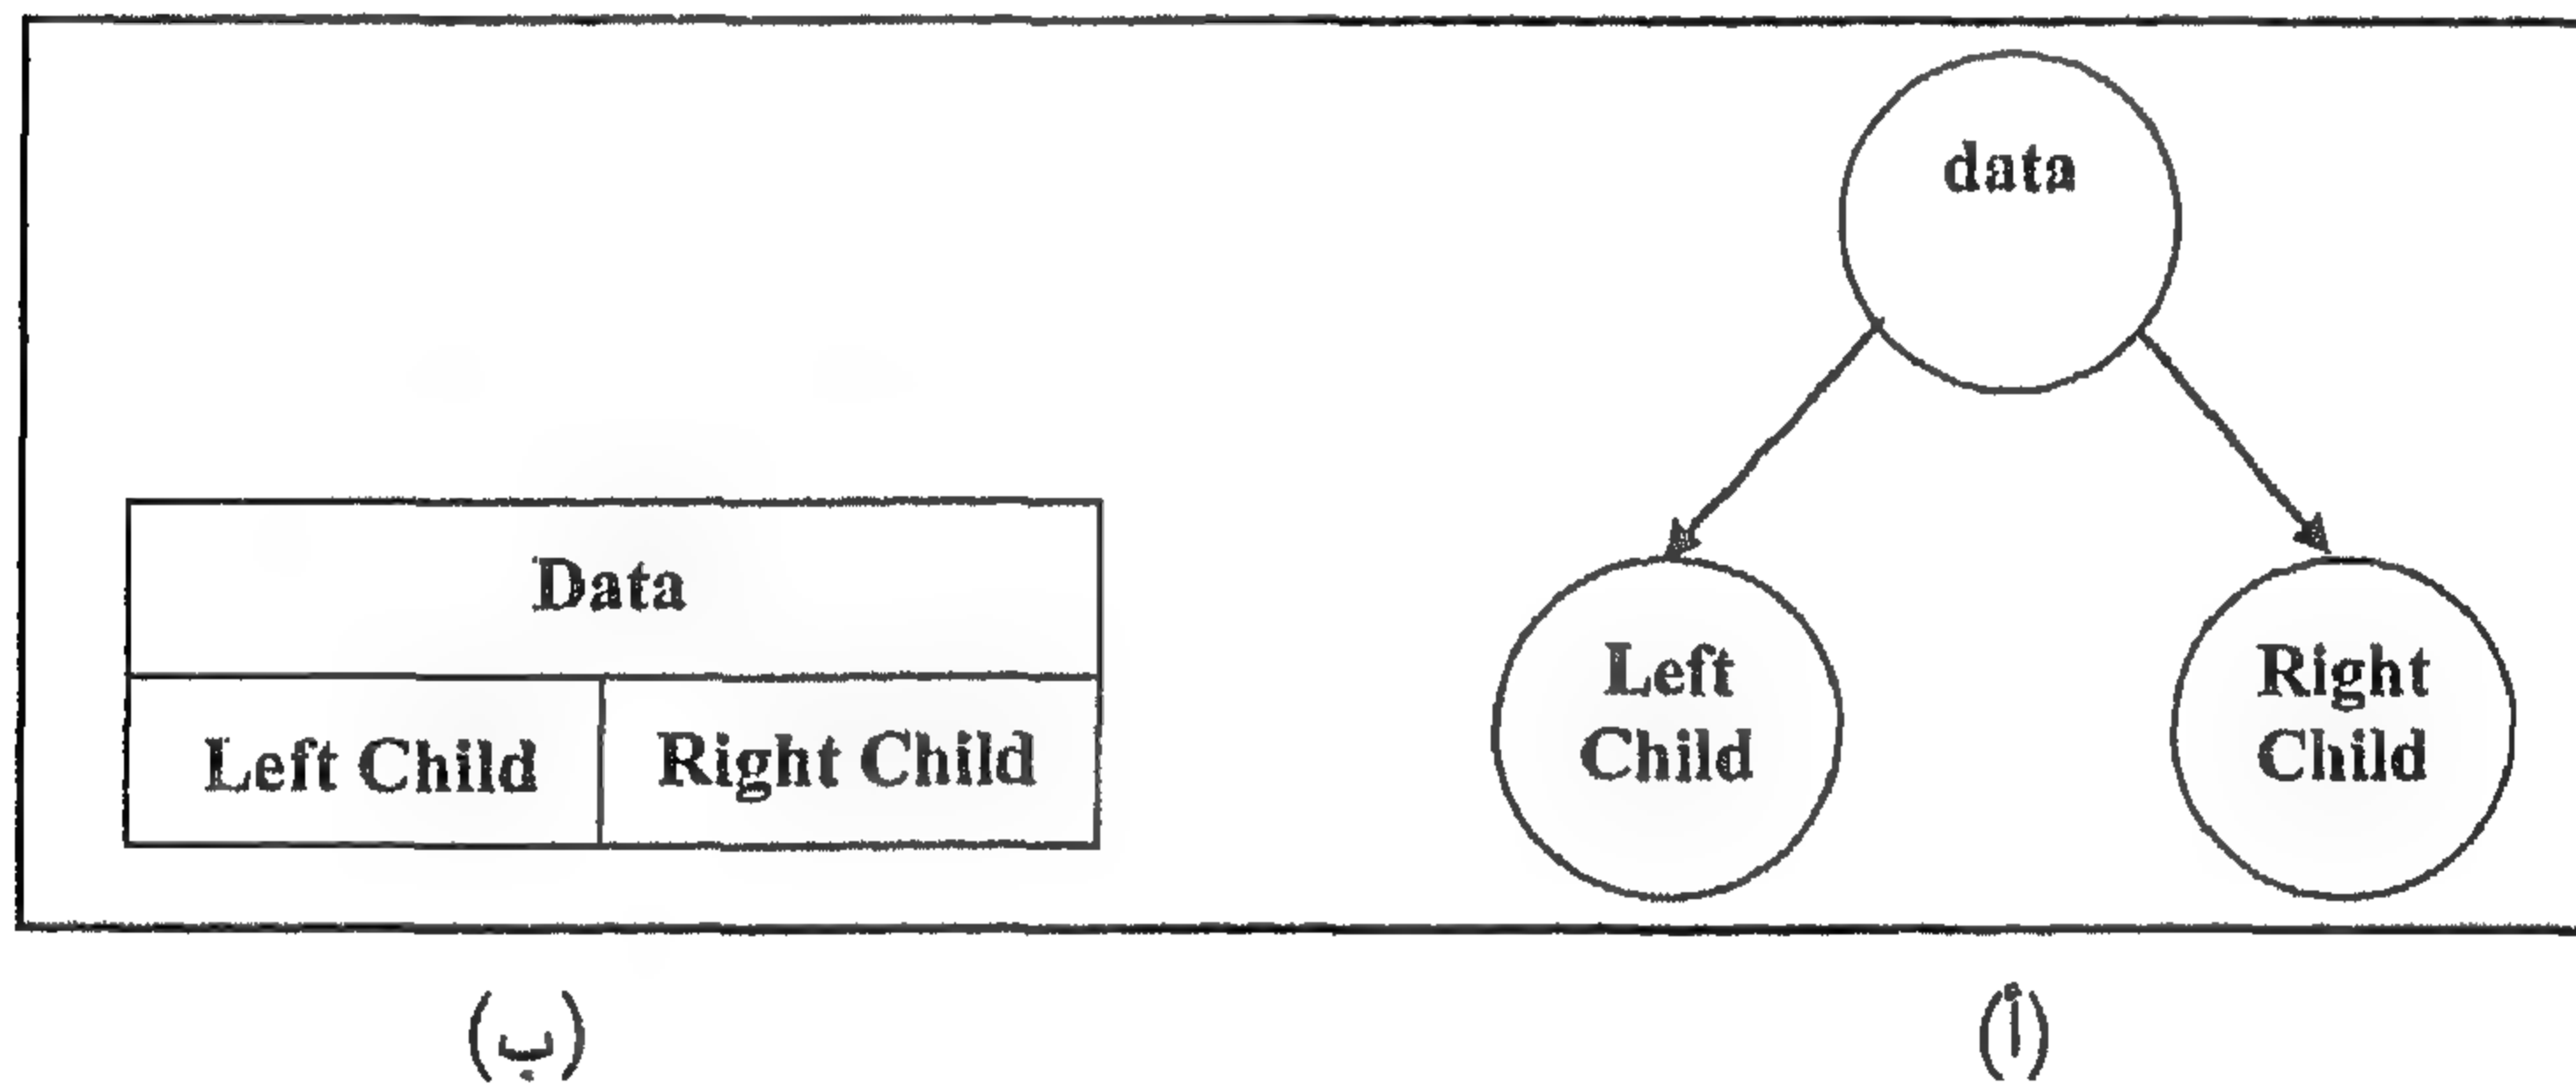 data
Left
Child
Right
Child
Data
Left Child
Right Child
(أ)
(ب)